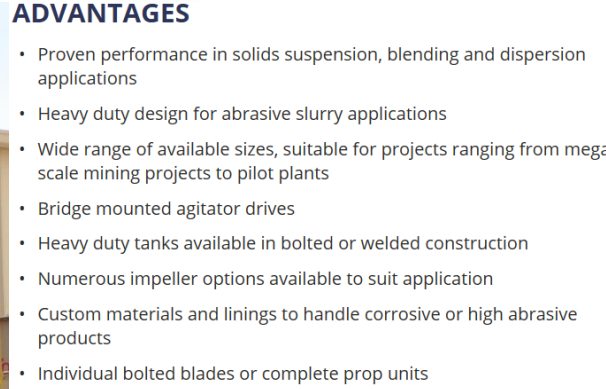 ADVANTAGES
• Proven performance in solids suspension, blending and dispersion
applications
• Heavy duty design for abrasive slurry applications
• Wide range of available sizes, suitable for projects ranging from mega
scale mining projects to pilot plants
• Bridge mounted agitator drives
• Heavy duty tanks available in bolted or welded construction
• Numerous impeller options available to suit application
• Custom materials and linings to handle corrosive or high abrasive
products
• Individual bolted blades or complete prop units